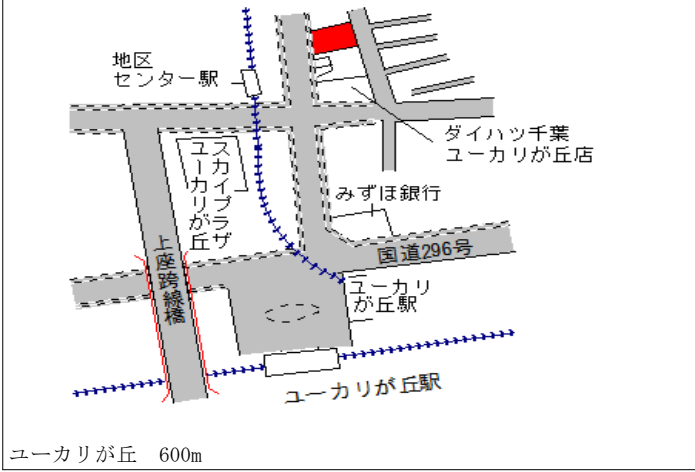 地区
センター駅
ダイハツ千葉
ユーカリが丘店
スカイプラザ
ユーカリが丘
みずほ銀行
上座跨線橋
国道296号
ユーカリ
が丘駅
ユーカリが丘駅
ユーカリが丘　600m